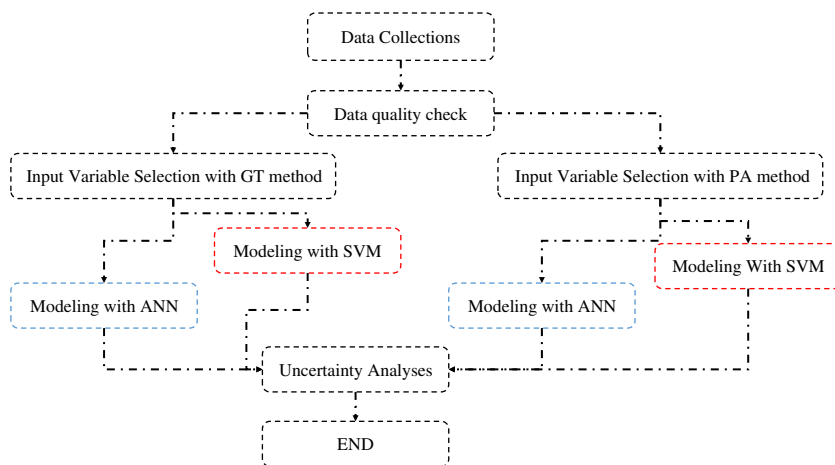 Data Collections
Data quality check
Input Variable Selection with GT method
Input Variable Selection with PA method
Modeling with SVM
Modeling With SVM
Modeling with ANN
Modeling with ANN
Uncertainty Analyses
END